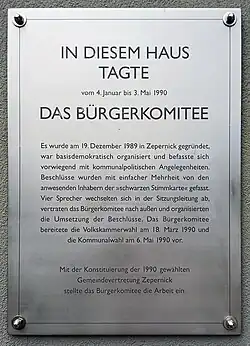 IN DIESEM HAUS
TAGTE
vom 4. Januar bis 3. Mai 1990
DAS BÜRGERKOMITEE
Es wurde am 19. Dezember 1989 in Zepernick gegründet,
war basisdemokratisch organisiert und befasste sich
vorwiegend mit kommunalpolitischen Angelegenheiten.
Beschlüsse wurden mit einfacher Mehrheit von den
anwesenden Inhabern der »schwarzen Stimmkarte« gefasst.
Vier Sprecher wechselten sich in der Sitzungsleitung ab,
vertraten das Bürgerkomitee nach außen und organisierten
die Umsetzung der Beschlüsse. Das Bürgerkomitee
bereitete die Volkskammerwahl am 18. März 1990 und
die Kommunalwahl am 6. Mai 1990 vor.
Mit der Konstituierung der 1990 gewählten
Gemeindevertretung Zepernick
stellte das Bürgerkomitee die Arbeit ein.